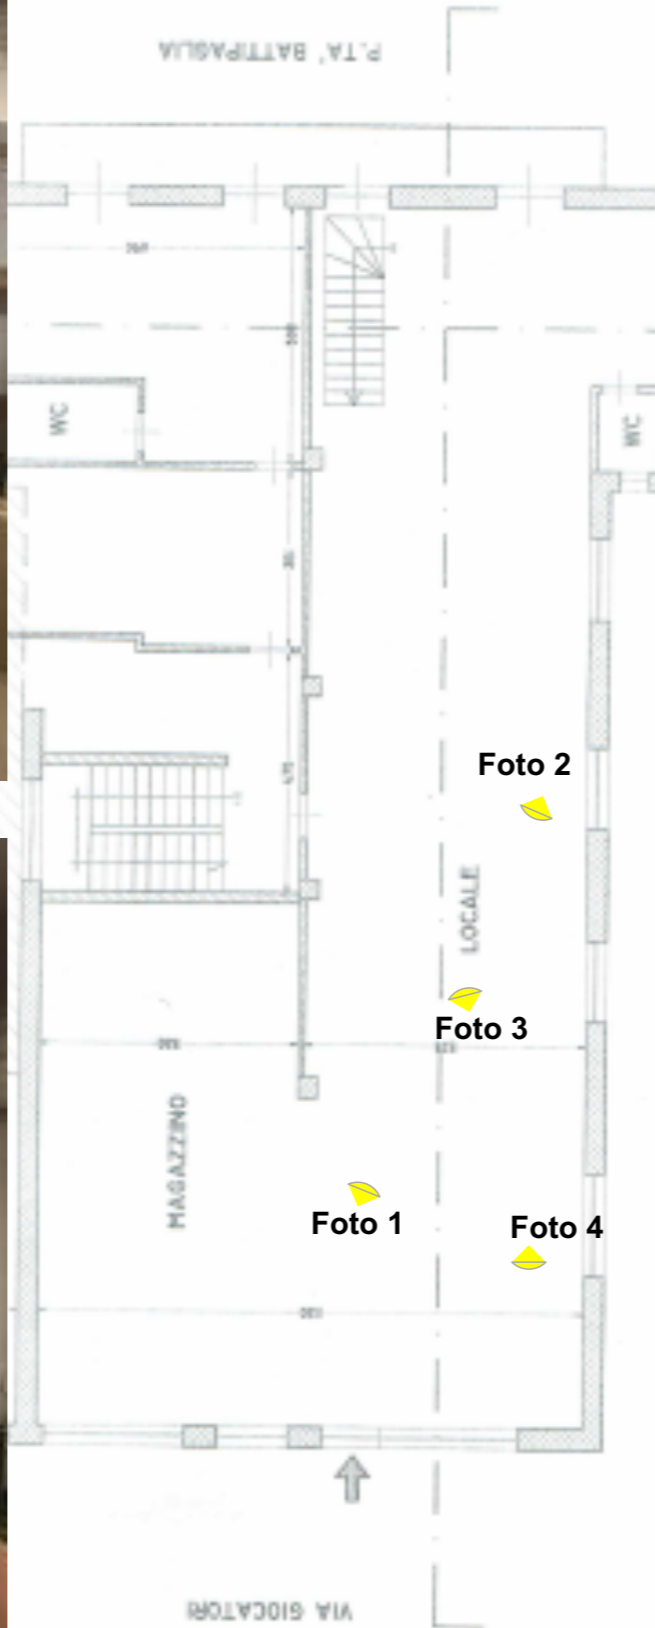 P.TA' BATTIPAGLIA
WC
WC
Foto 2
LOCALE
Foto 3
MAGAZZINO
Foto 1
Foto 4
VIA GIOCATORI